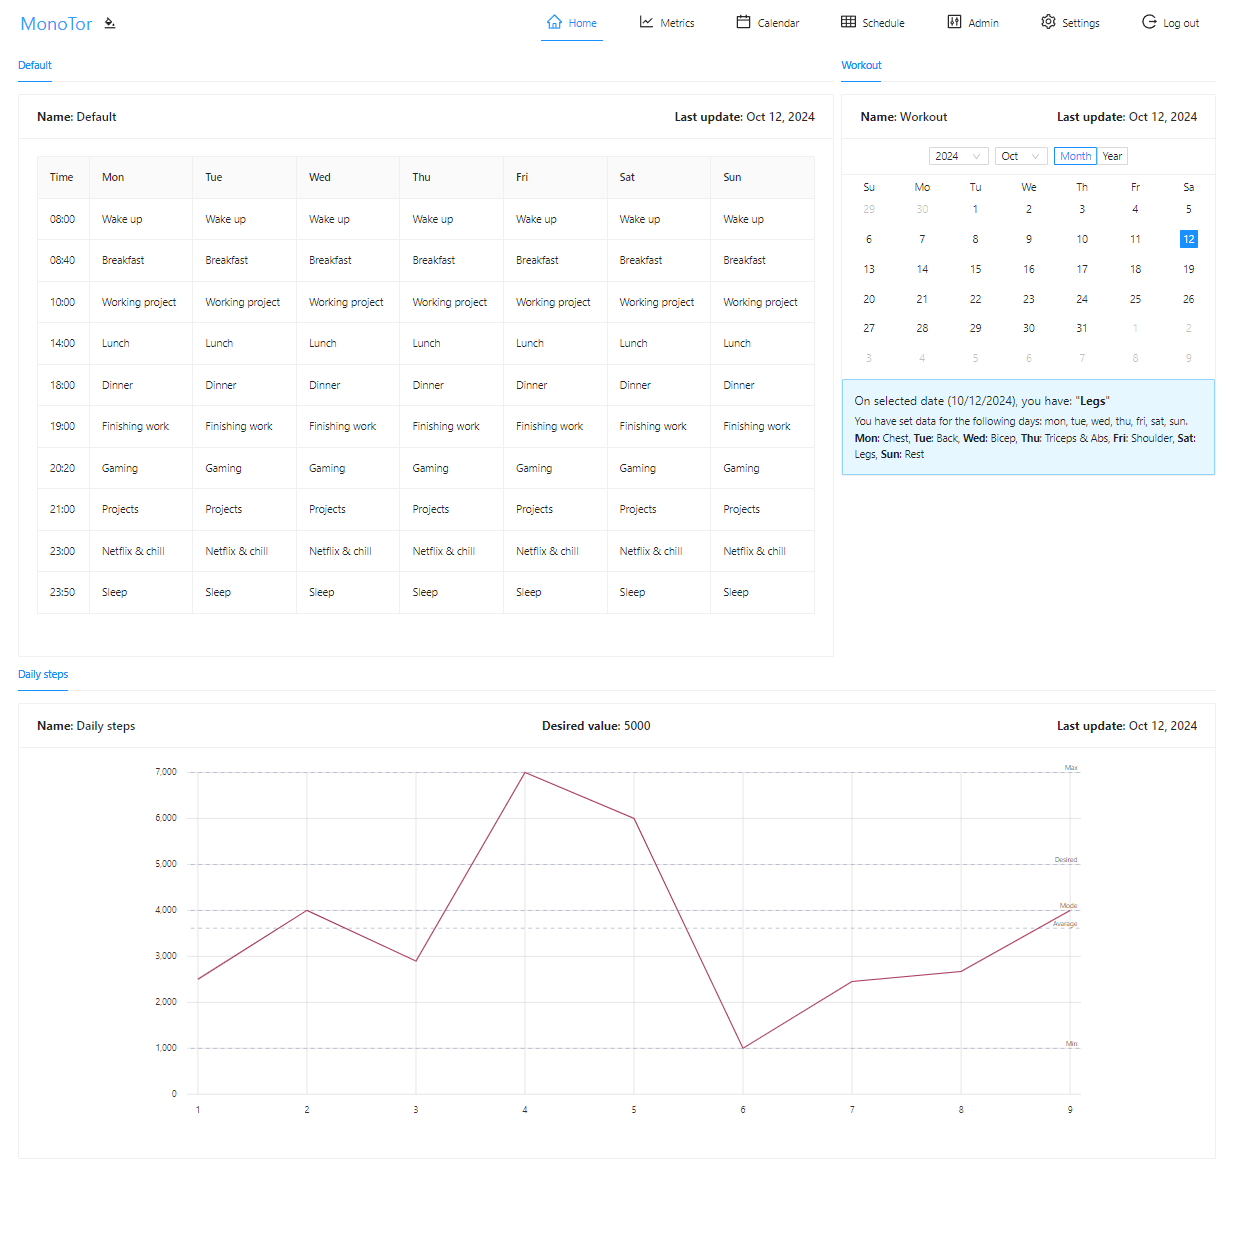 MonoTor
Home Metrics Calendar Schedule Admin Settings Log out
Default
Name: Default Last update: Oct 12, 2024
Time Mon Tue Wed Thu Fri Sat Sun
08:00 Wake up Wake up Wake up Wake up Wake up Wake up Wake up
08:40 Breakfast Breakfast Breakfast Breakfast Breakfast Breakfast Breakfast
10:00 Working project Working project Working project Working project Working project Working project Working project
14:00 Lunch Lunch Lunch Lunch Lunch Lunch Lunch
18:00 Dinner Dinner Dinner Dinner Dinner Dinner Dinner
19:00 Finishing work Finishing work Finishing work Finishing work Finishing work Finishing work Finishing work
20:20 Gaming Gaming Gaming Gaming Gaming Gaming Gaming
21:00 Projects Projects Projects Projects Projects Projects Projects
23:00 Netflix & chill Netflix & chill Netflix & chill Netflix & chill Netflix & chill Netflix & chill Netflix & chill
23:50 Sleep Sleep Sleep Sleep Sleep Sleep Sleep
Workout
Name: Workout Last update: Oct 12, 2024
2024 Oct Month Year
Su Mo Tu We Th Fr Sa
29 30 1 2 3 4 5
6 7 8 9 10 11 12
13 14 15 16 17 18 19
20 21 22 23 24 25 26
27 28 29 30 31 1 2
3 4 5 6 7 8 9
On selected date (10/12/2024), you have: "Legs"
You have set data for the following days: mon, tue, wed, thu, fri, sat, sun.
Mon: Chest, Tue: Back, Wed: Bicep, Thu: Triceps & Abs, Fri: Shoulder, Sat:
Legs, Sun: Rest
Daily steps
Name: Daily steps Desired value: 5000 Last update: Oct 12, 2024
7,000 Max
6,000
5,000 Desired
4,000 Mode
Avarage
3,000
2,000
1,000 Min
0
1 2 3 4 5 6 7 8 9